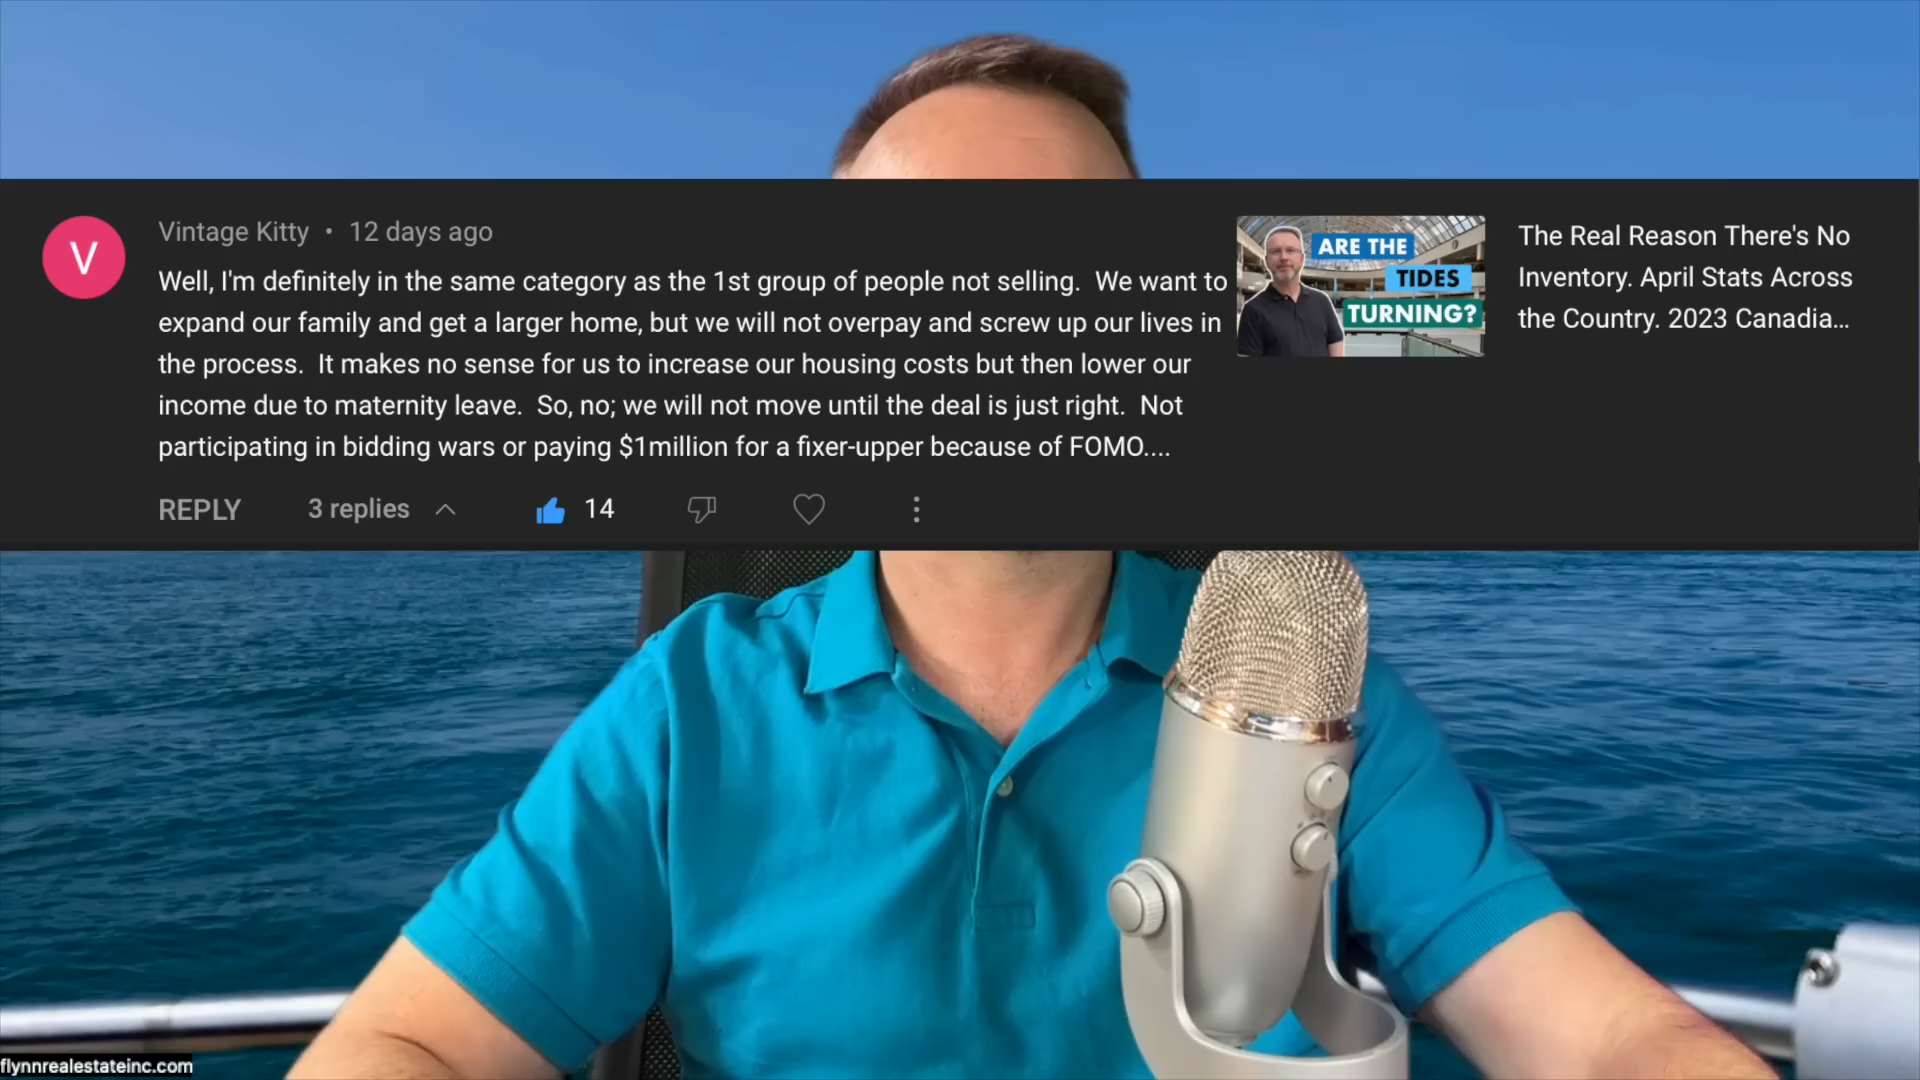 V
Vintage Kitty • 12 days ago
Well, I'm definitely in the same category as the 1st group of people not selling.  We want to
expand our family and get a larger home, but we will not overpay and screw up our lives in
the process.  It makes no sense for us to increase our housing costs but then lower our
income due to maternity leave.  So, no; we will not move until the deal is just right.  Not
participating in bidding wars or paying $1million for a fixer-upper because of FOMO....
REPLY 3 replies 14
ARE THE
TIDES
TURNING?
The Real Reason There's No
Inventory. April Stats Across
the Country. 2023 Canadia...
flynnrealestateinc.com